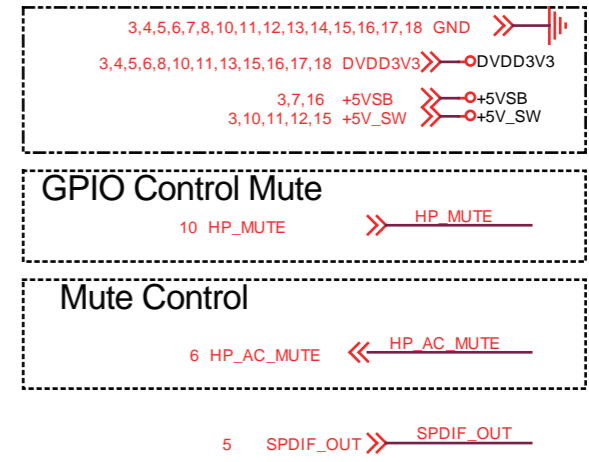 3,4,5,6,7,8,10,11,12,13,14,15,16,17,18 GND
3,4,5,6,8,10,11,13,15,16,17,18 DVDD3V3 DVDD3V3
3,7,16 +5VSB +5VSB
3,10,11,12,15 +5V_SW +5V_SW
GPIO Control Mute
10 HP_MUTE HP_MUTE
Mute Control
6 HP_AC_MUTE HP_AC_MUTE
5 SPDIF_OUT SPDIF_OUT